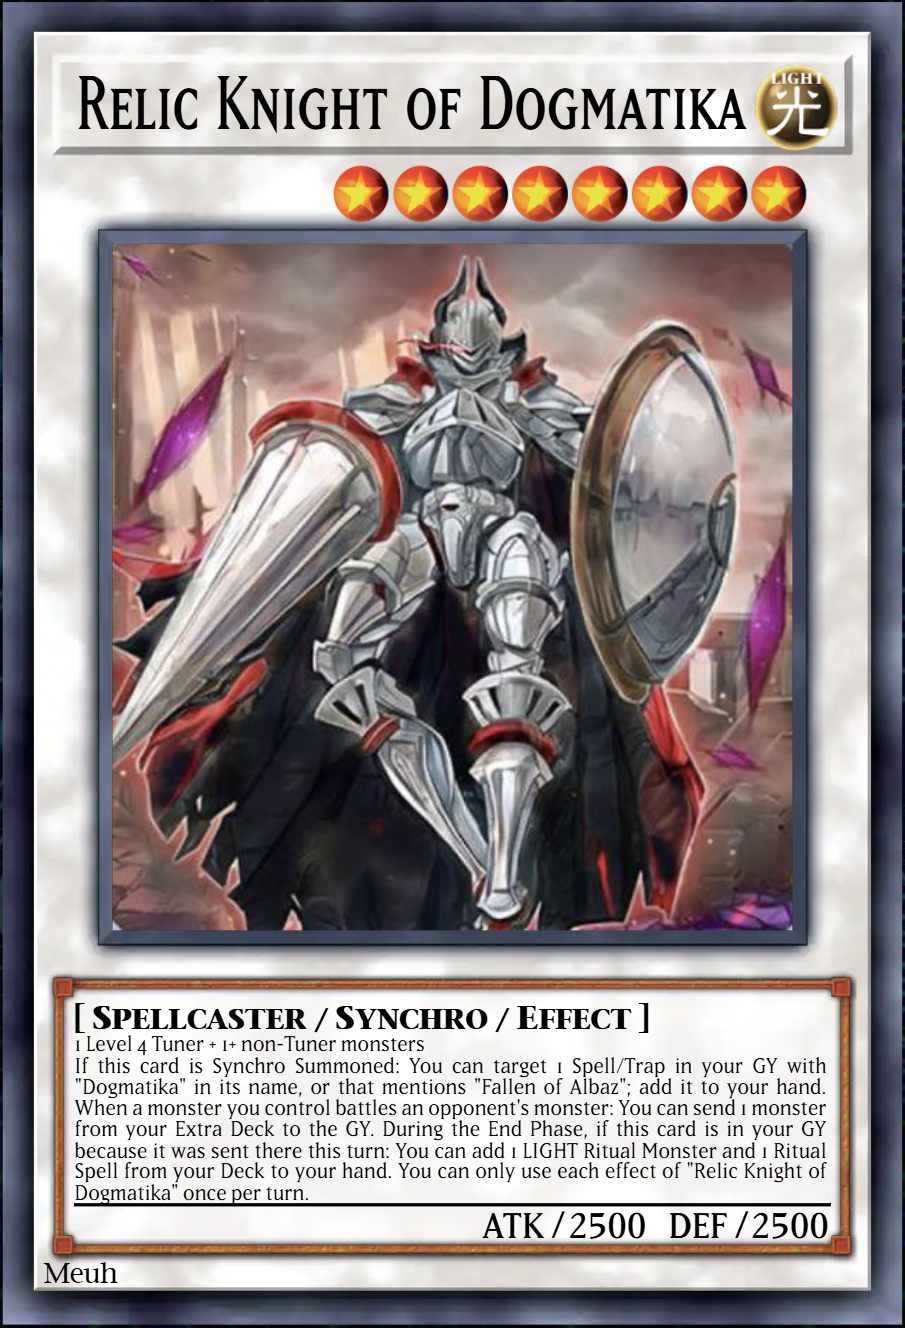 Relic Knight of Dogmatika
LIGHT
光
[ Spellcaster / Synchro / Effect ]
1 Level 4 Tuner + 1+ non-Tuner monsters
If this card is Synchro Summoned: You can target 1 Spell/Trap in your GY with
"Dogmatika" in its name, or that mentions "Fallen of Albaz"; add it to your hand.
When a monster you control battles an opponent's monster: You can send 1 monster
from your Extra Deck to the GY. During the End Phase, if this card is in your GY
because it was sent there this turn: You can add 1 LIGHT Ritual Monster and 1 Ritual
Spell from your Deck to your hand. You can only use each effect of "Relic Knight of
Dogmatika" once per turn.
ATK/2500 DEF/2500
Meuh